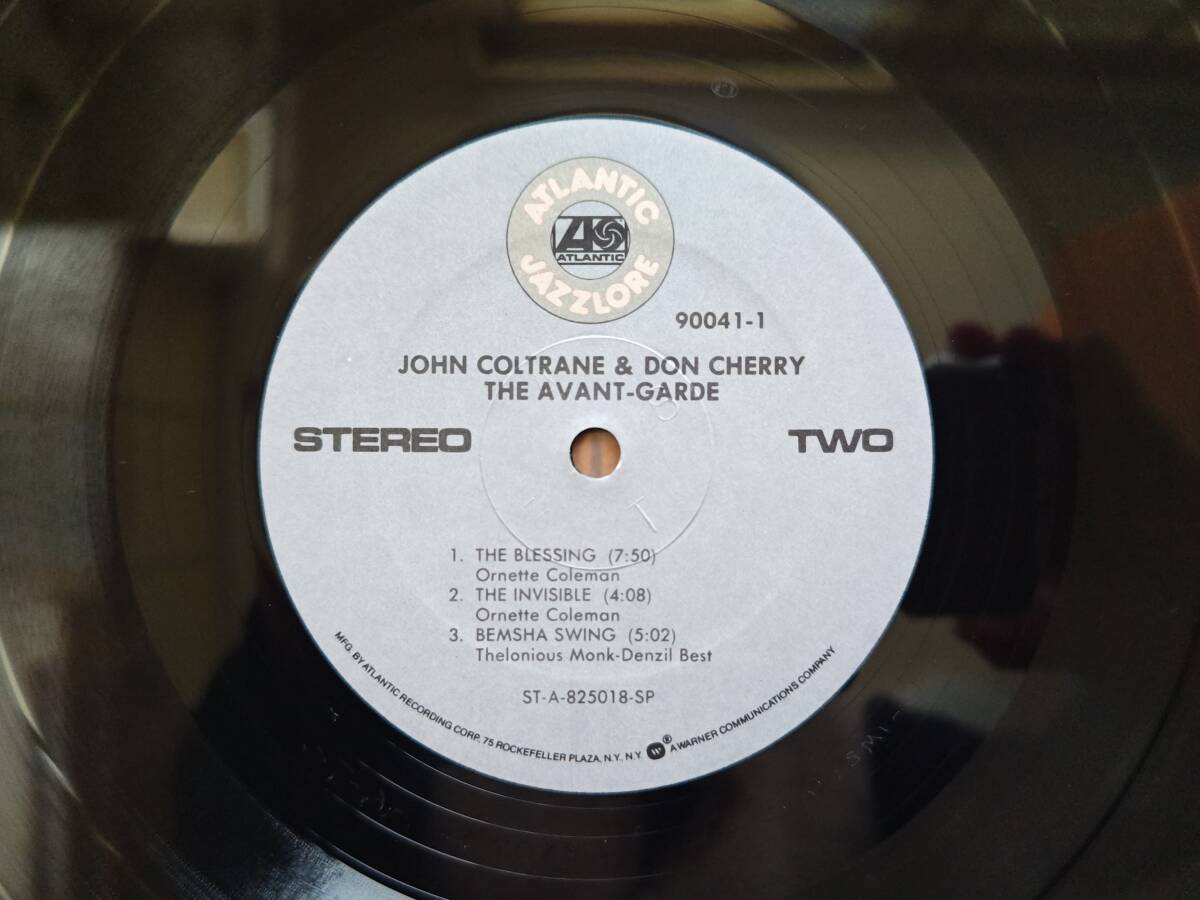 ATLANTIC
ATLANTIC
JAZZLORE
90041-1
JOHN COLTRANE & DON CHERRY
THE AVANT-GARDE
STEREO
TWO
1. THE BLESSING (7:50)
Ornette Coleman
2. THE INVISIBLE (4:08)
Ornette Coleman
3. BEMSHA SWING (5:02)
Thelonious Monk-Denzil Best
ST-A-825018-SP
MFG. BY ATLANTIC RECORDING CORP., 75 ROCKEFELLER PLAZA, N.Y., N.Y. ® A WARNER COMMUNICATIONS COMPANY